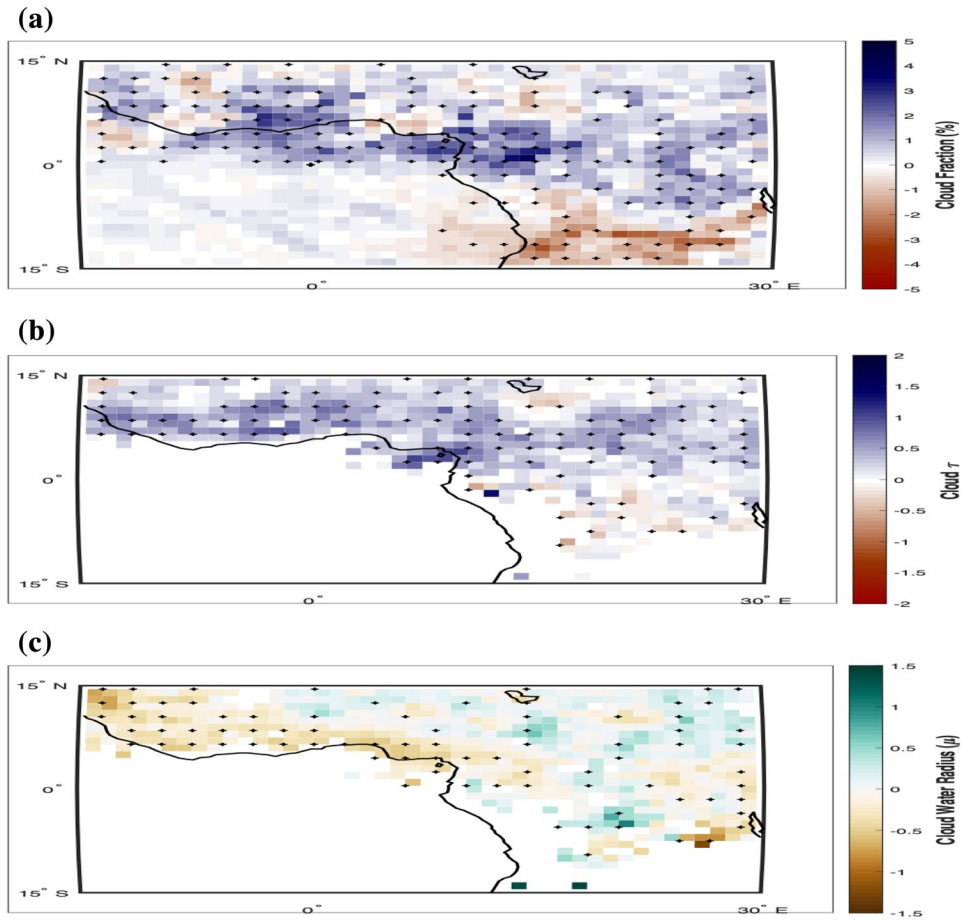 (a)
15° N
0°
15° S
0°
30° E
5
4
3
2
1
0
-1
-2
-3
-4
-5
Cloud Fraction (%)
(b)
15° N
0°
15° S
0°
30° E
2
1.5
1
0.5
0
-0.5
-1
-1.5
-2
Cloud τ
(c)
15° N
0°
15° S
0°
30° E
1.5
1
0.5
0
-0.5
-1
-1.5
Cloud Water Radius (μ)